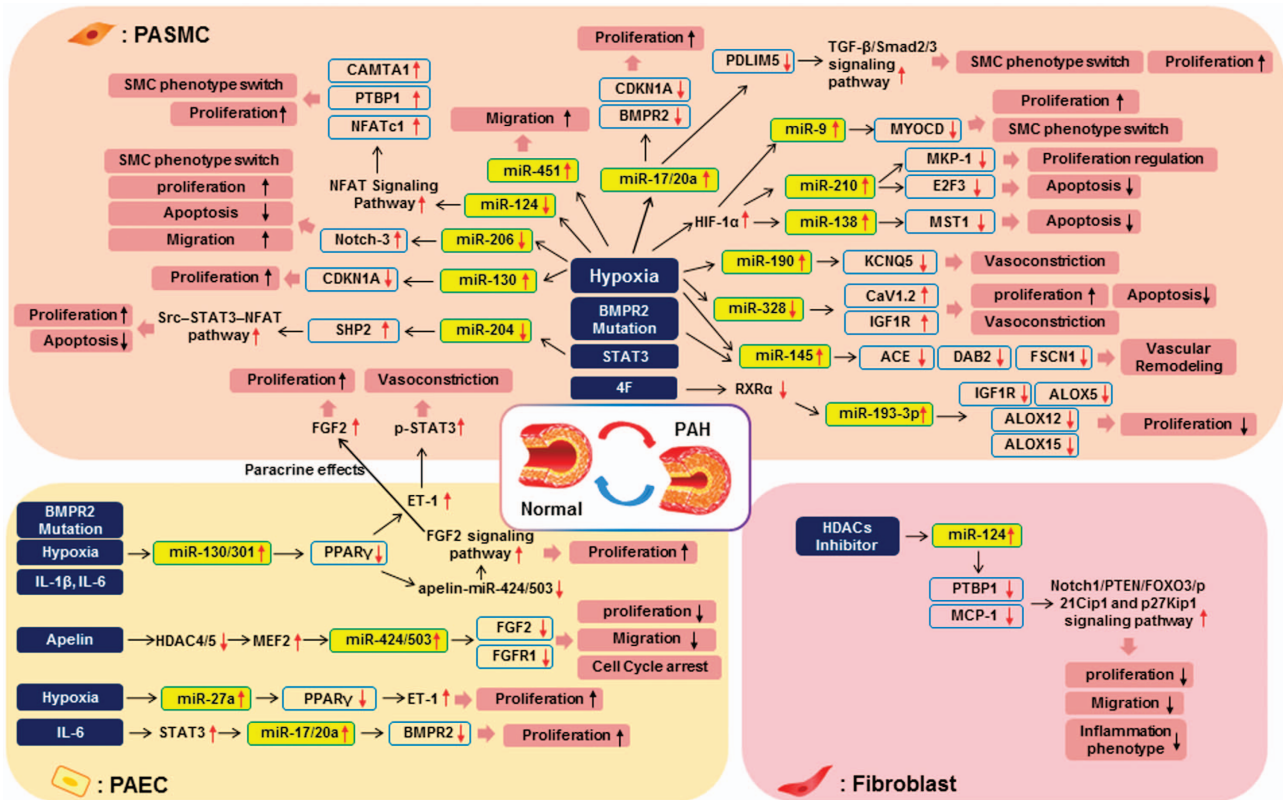 : PASMC
CAMTA1↑
PTBP1 ↑
NFATc1 ↑
SMC phenotype switch
Proliferation↑
NFAT Signaling
Pathway↑
miR-124↓
Migration ↑
miR-451↑
Proliferation ↑
CDKN1A↓
BMPR2 ↓
miR-17/20a↑
PDLIM5↓
TGF-β/Smad2/3
signaling
pathway ↑
SMC phenotype switch
Proliferation ↑
miR-9 ↑
MYOCD↓
Proliferation ↑
SMC phenotype switch
HIF-1α↑
miR-210↑
MKP-1 ↓
Proliferation regulation
E2F3 ↓
Apoptosis ↓
miR-138↑
MST1 ↓
Apoptosis ↓
SMC phenotype switch
proliferation ↑
Apoptosis ↓
Migration ↑
Notch-3↑
miR-206↓
Proliferation↑
CDKN1A↓
miR-130↑
Proliferation↑
Apoptosis↓
Src–STAT3–NFAT
pathway↑
SHP2 ↑
miR-204↓
Hypoxia
BMPR2
Mutation
STAT3
4F
miR-190↑
KCNQ5↓
Vasoconstriction
miR-328↓
CaV1.2 ↑
IGF1R ↑
proliferation ↑
Apoptosis↓
Vasoconstriction
miR-145↑
ACE ↓
DAB2↓
FSCN1↓
Vascular
Remodeling
RXRα ↓
miR-193-3p↑
IGF1R↓
ALOX5↓
ALOX12↓
ALOX15↓
Proliferation ↓
Proliferation↑
Vasoconstriction
FGF2 ↑
p-STAT3↑
Paracrine effects
Normal
PAH
BMPR2
Mutation
Hypoxia
IL-1β, IL-6
miR-130/301↑
PPARγ↓
ET-1 ↑
FGF2 signaling
pathway ↑
Proliferation ↑
apelin-miR-424/503↓
Apelin
HDAC4/5 ↓
MEF2 ↑
miR-424/503↑
FGF2 ↓
FGFR1↓
proliferation↓
Migration ↓
Cell Cycle arrest
Hypoxia
miR-27a↑
PPARγ ↓
ET-1 ↑
Proliferation ↑
IL-6
STAT3↑
miR-17/20a↑
BMPR2↓
Proliferation ↑
: PAEC
HDACs
Inhibitor
miR-124↑
PTBP1 ↓
MCP-1 ↓
Notch1/PTEN/FOXO3/p
21Cip1 and p27Kip1
signaling pathway ↑
proliferation ↓
Migration ↓
Inflammation
phenotype ↓
: Fibroblast